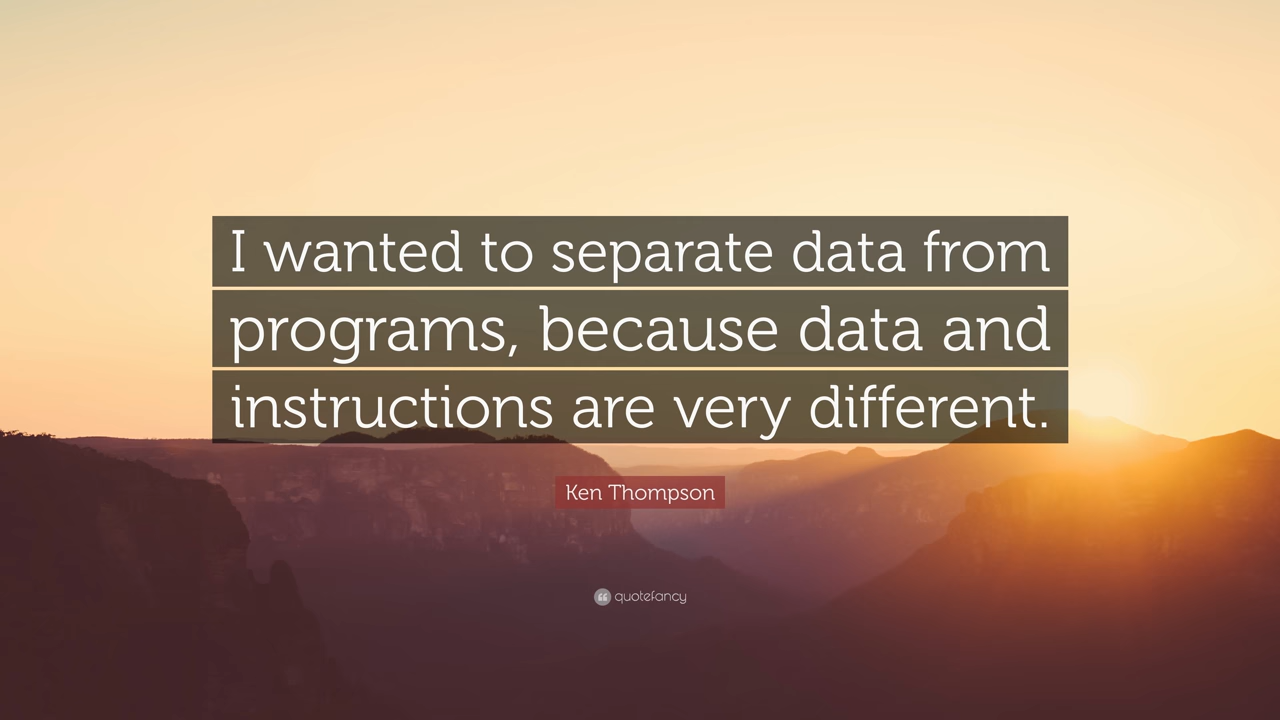 I wanted to separate data from
programs, because data and
instructions are very different.
Ken Thompson
quotefancy